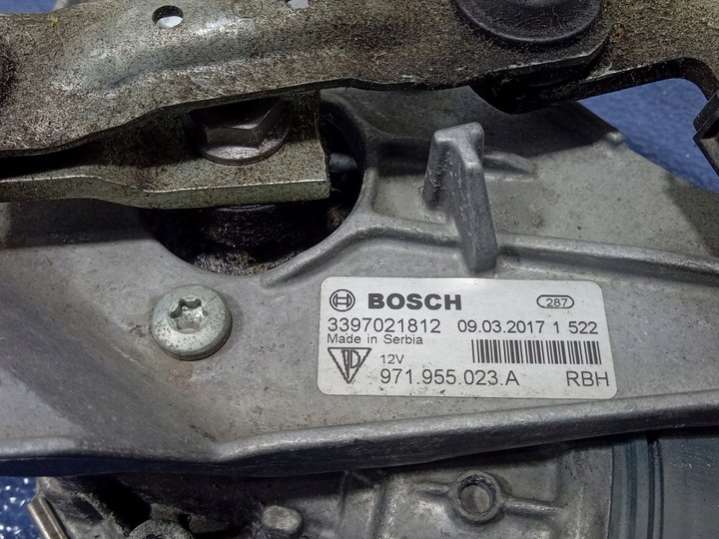 BOSCH 287
3397021812 09.03.2017 1 522
Made in Serbia
12V
971.955.023.A RBH